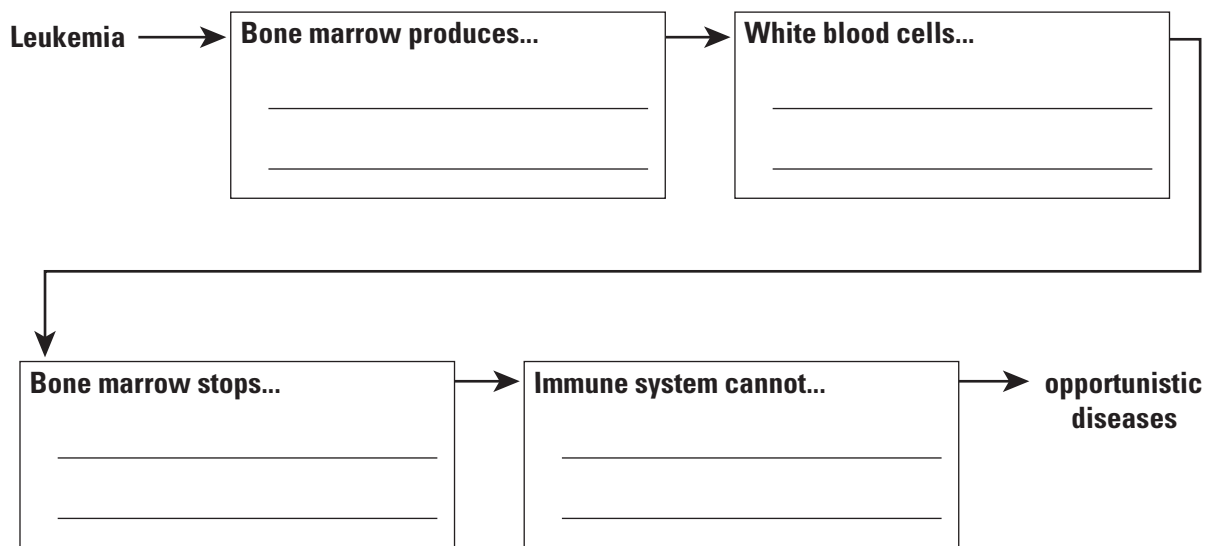 Leukemia
Bone marrow produces...
White blood cells...
Bone marrow stops...
Immune system cannot...
opportunistic
diseases